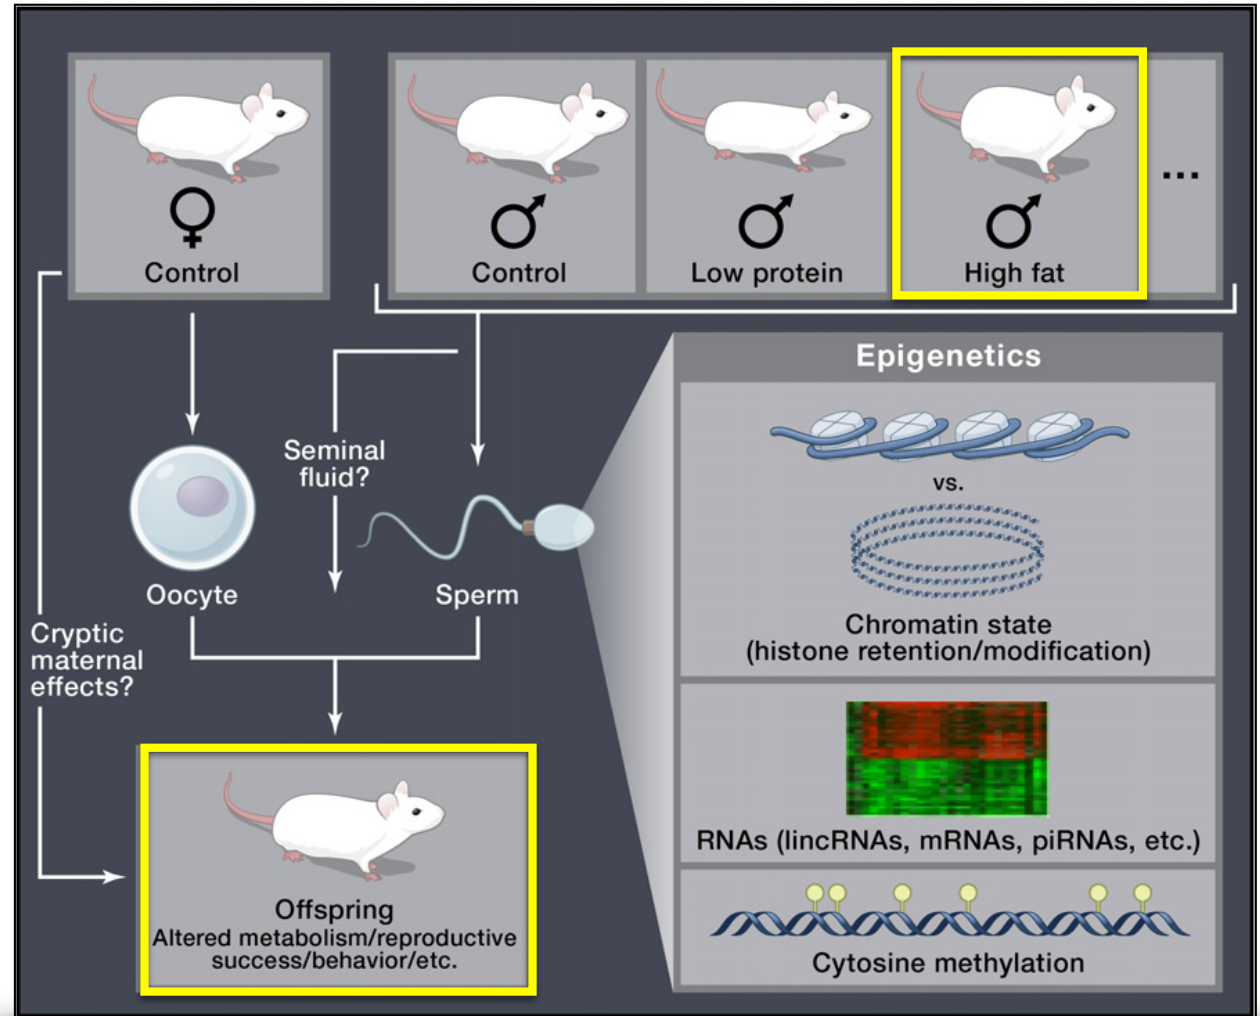 Control
Control
Low protein
High fat
...
Epigenetics
vs.
Chromatin state
(histone retention/modification)
RNAs (lincRNAs, mRNAs, piRNAs, etc.)
Cytosine methylation
Seminal
fluid?
Oocyte
Sperm
Cryptic
maternal
effects?
Offspring
Altered metabolism/reproductive
success/behavior/etc.